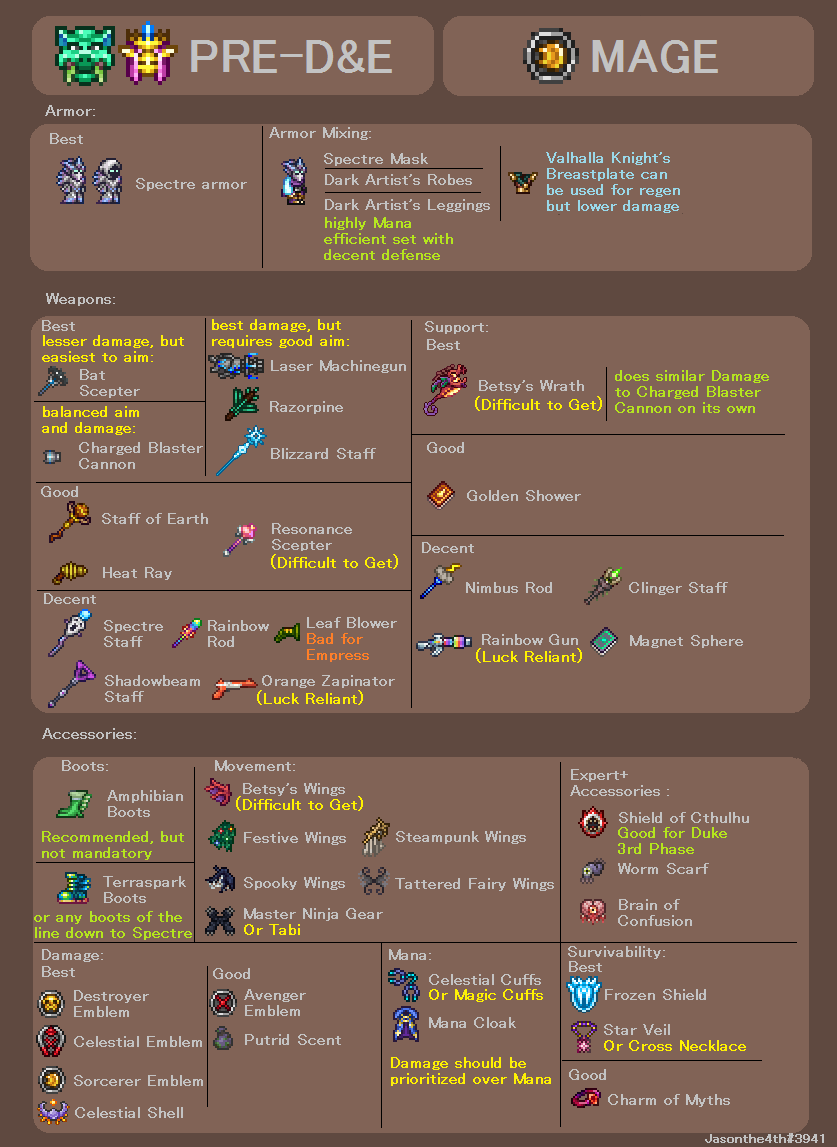 PRE-D&E
MAGE
Armor:
Best
Spectre armor
Armor Mixing:
Spectre Mask
Dark Artist's Robes
Dark Artist's Leggings
highly Mana
efficient set with
decent defense
Valhalla Knight's
Breastplate can
be used for regen
but lower damage
Weapons:
Best
lesser damage, but
easiest to aim:
Bat
Scepter
balanced aim
and damage:
Charged Blaster
Cannon
best damage, but
requires good aim:
Laser Machinegun
Razorpine
Blizzard Staff
Good
Staff of Earth
Heat Ray
Resonance
Scepter
(Difficult to Get)
Decent
Spectre
Staff
Rainbow
Rod
Leaf Blower
Bad for
Empress
Shadowbeam
Staff
Orange Zapinator
(Luck Reliant)
Support:
Best
Betsy's Wrath
(Difficult to Get)
does similar Damage
to Charged Blaster
Cannon on its own
Good
Golden Shower
Decent
Nimbus Rod
Clinger Staff
Rainbow Gun
(Luck Reliant)
Magnet Sphere
Accessories:
Boots:
Amphibian
Boots
Recommended, but
not mandatory
Terraspark
Boots
or any boots of the
line down to Spectre
Movement:
Betsy's Wings
(Difficult to Get)
Festive Wings
Steampunk Wings
Spooky Wings
Tattered Fairy Wings
Master Ninja Gear
Or Tabi
Expert+
Accessories :
Shield of Cthulhu
Good for Duke
3rd Phase
Worm Scarf
Brain of
Confusion
Damage:
Best
Destroyer
Emblem
Celestial Emblem
Sorcerer Emblem
Celestial Shell
Good
Avenger
Emblem
Putrid Scent
Mana:
Celestial Cuffs
Or Magic Cuffs
Mana Cloak
Damage should be
prioritized over Mana
Survivability:
Best
Frozen Shield
Star Veil
Or Cross Necklace
Good
Charm of Myths
Jasonthe4th#3941